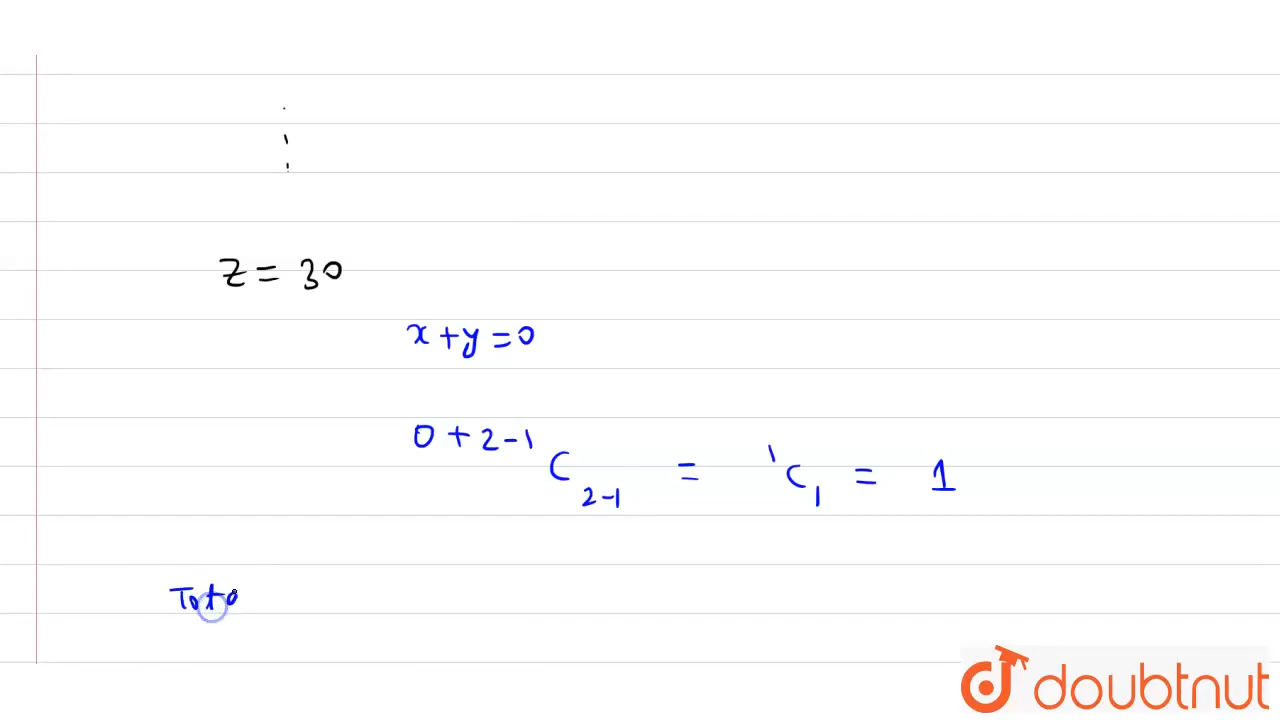 z = 30
x + y = 0
0 + 2 - 1 C 2-1 = 1 C 1 = 1
Tota
doubtnut